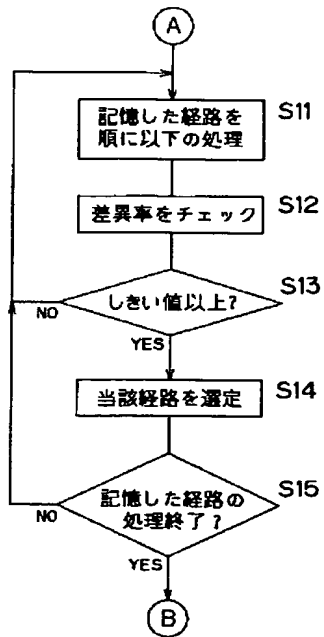 A
記憶した経路を
順に以下の処理
S11
差異率をチェック
S12
しきい値以上?
S13
NO
YES
当該経路を選定
S14
記憶した経路の
処理終了?
S15
NO
YES
B